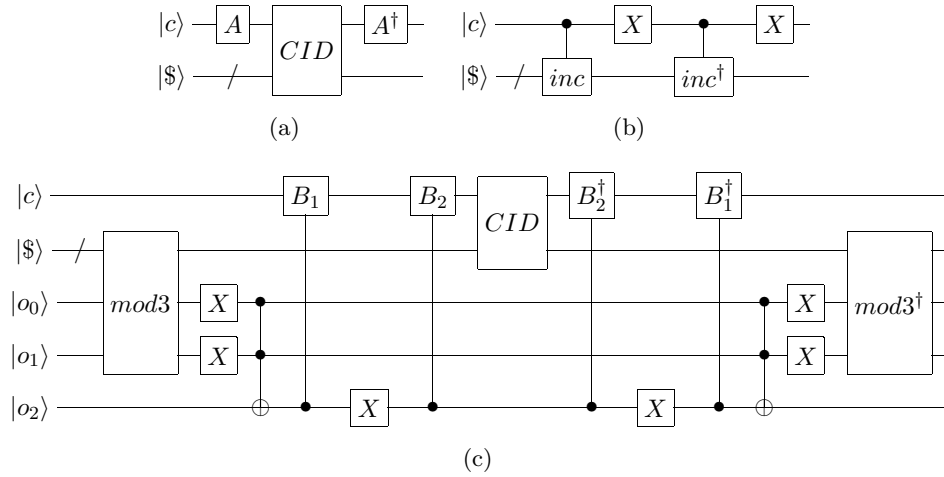 |c⟩ A CID A†
|$⟩
(a)
|c⟩ X X
|$⟩ inc inc†
(b)
|c⟩ B₁ B₂ CID B₂† B₁†
|$⟩
|o₀⟩ mod3 X X mod3†
|o₁⟩ X X
|o₂⟩ X X
(c)